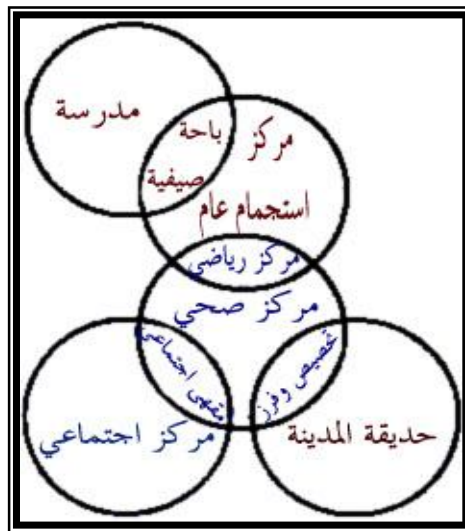 مدرسة
باحة
صيفية
مركز
استجمام عام
مركز رياضي
مركز صحي
مقهى اجتماعي
تخصيص وفرز
مركز اجتماعي
حديقة المدينة